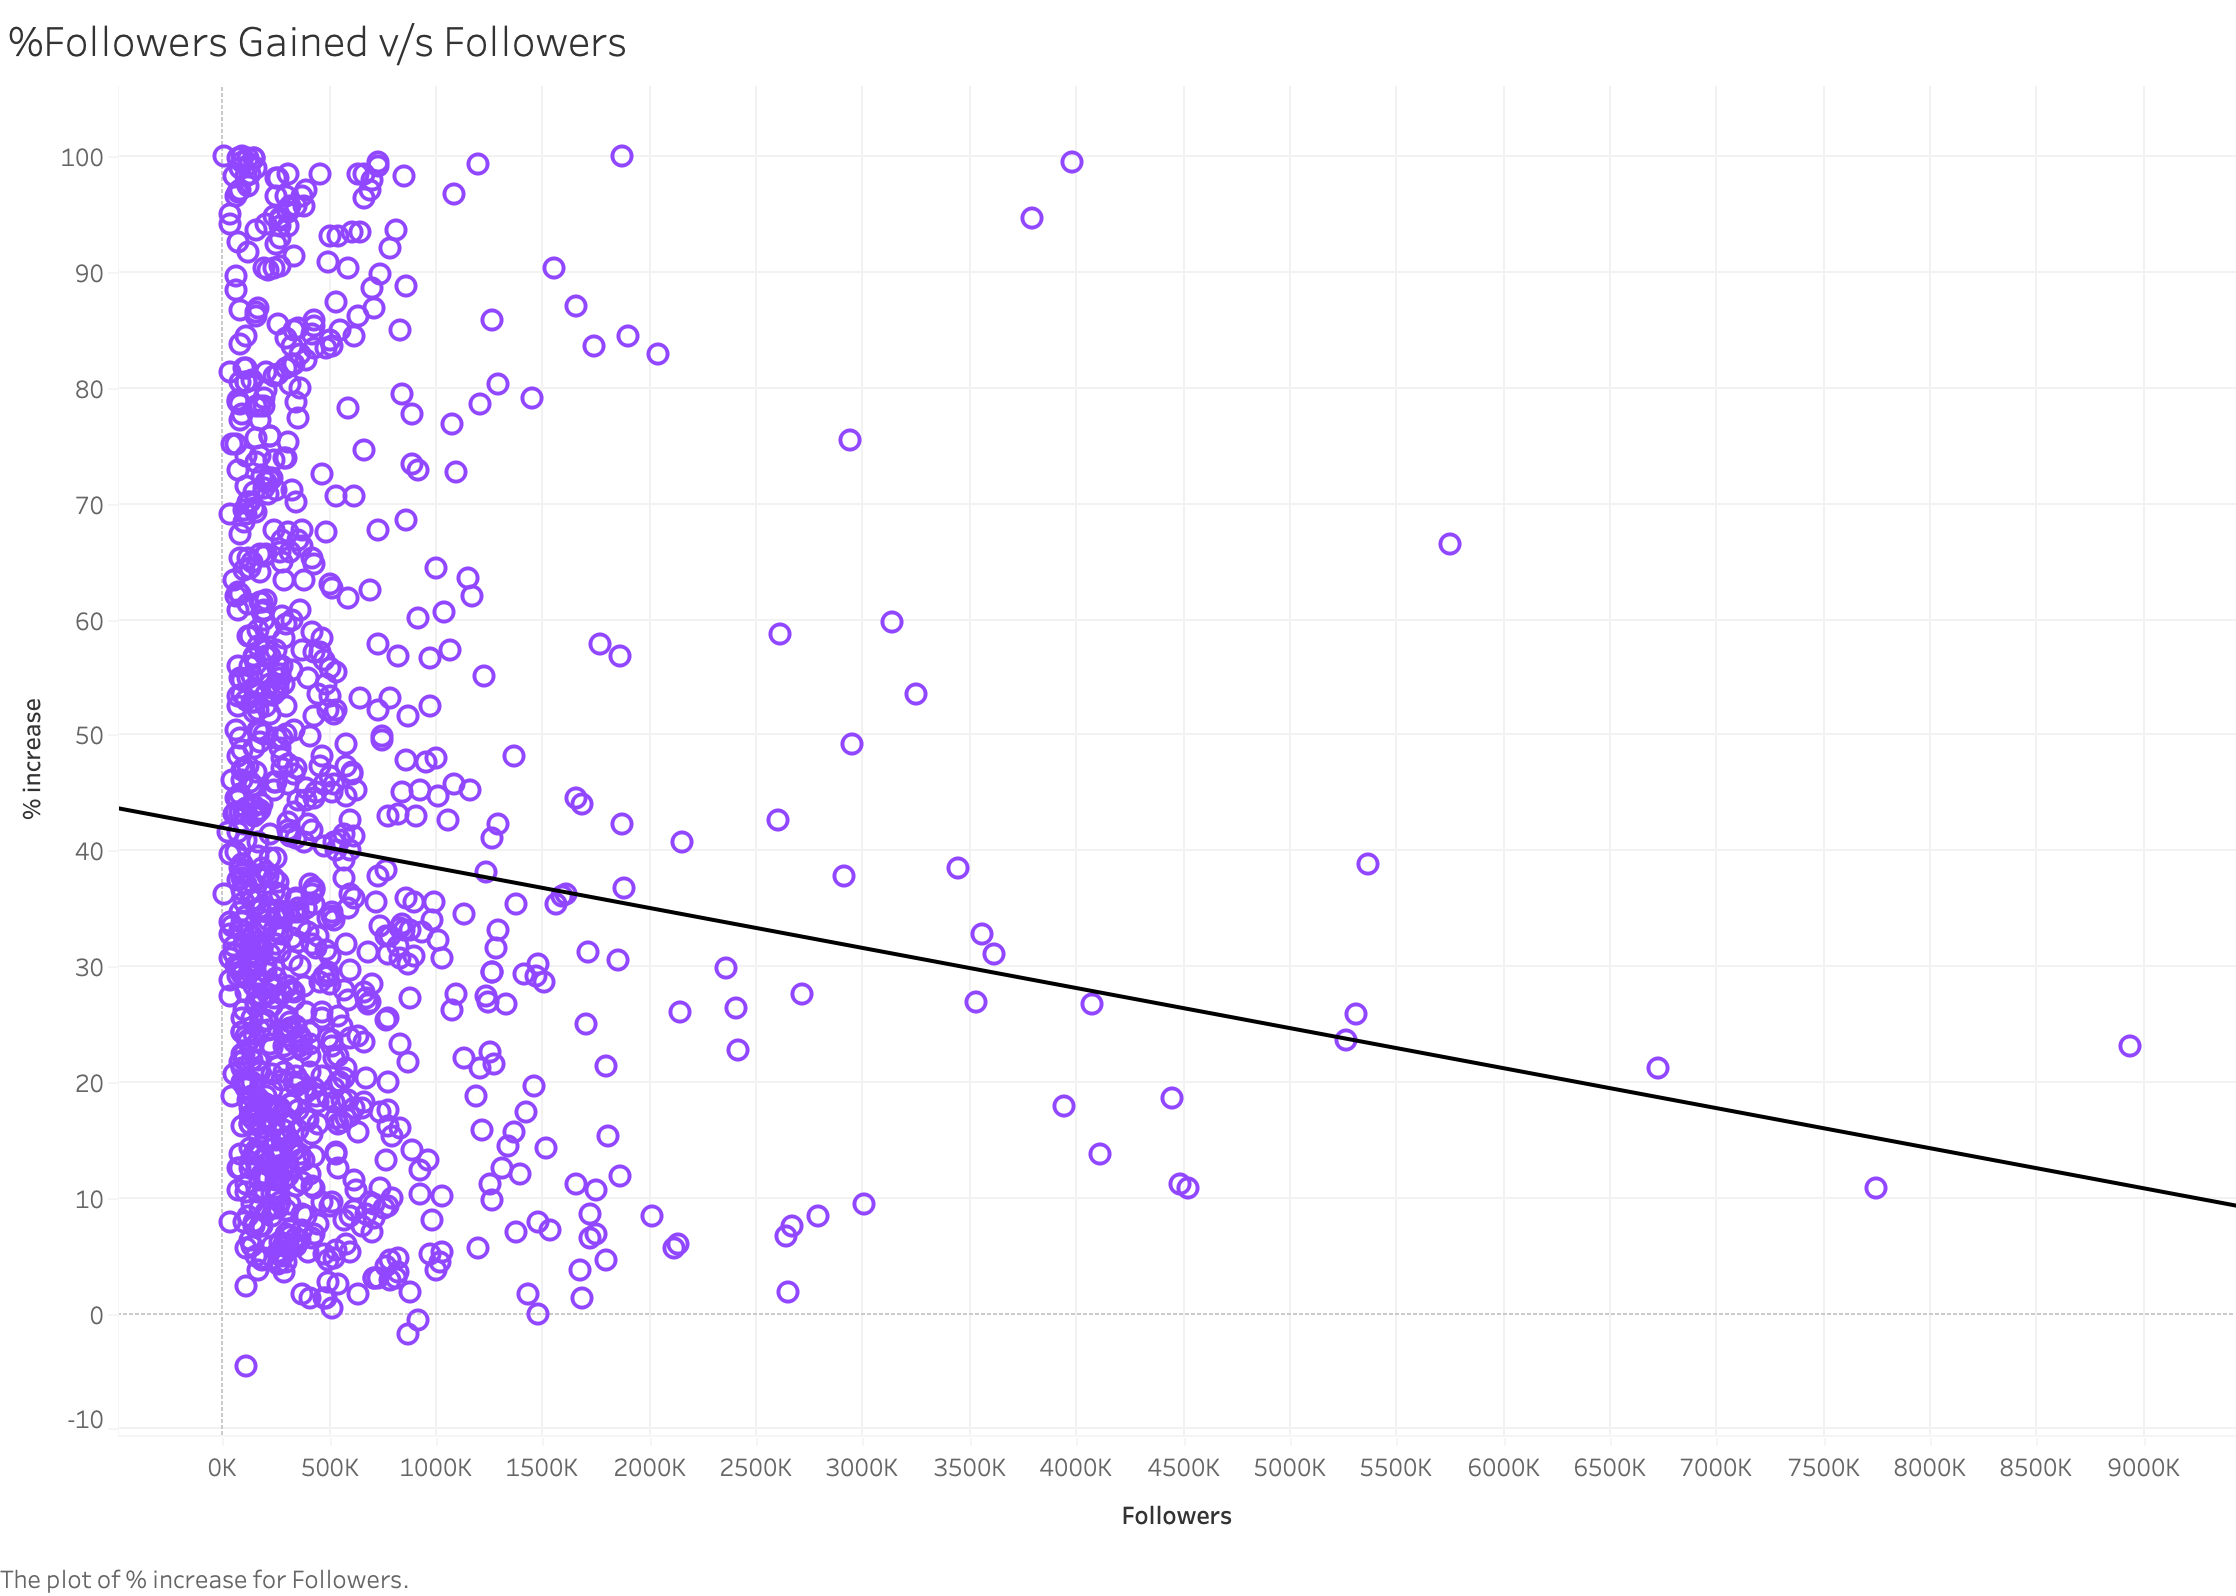 %Followers Gained v/s Followers
100
90
80
70
60
50
40
30
20
10
0
-10
% increase
0K 500K 1000K 1500K 2000K 2500K 3000K 3500K 4000K 4500K 5000K 5500K 6000K 6500K 7000K 7500K 8000K 8500K 9000K
Followers
The plot of % increase for Followers.